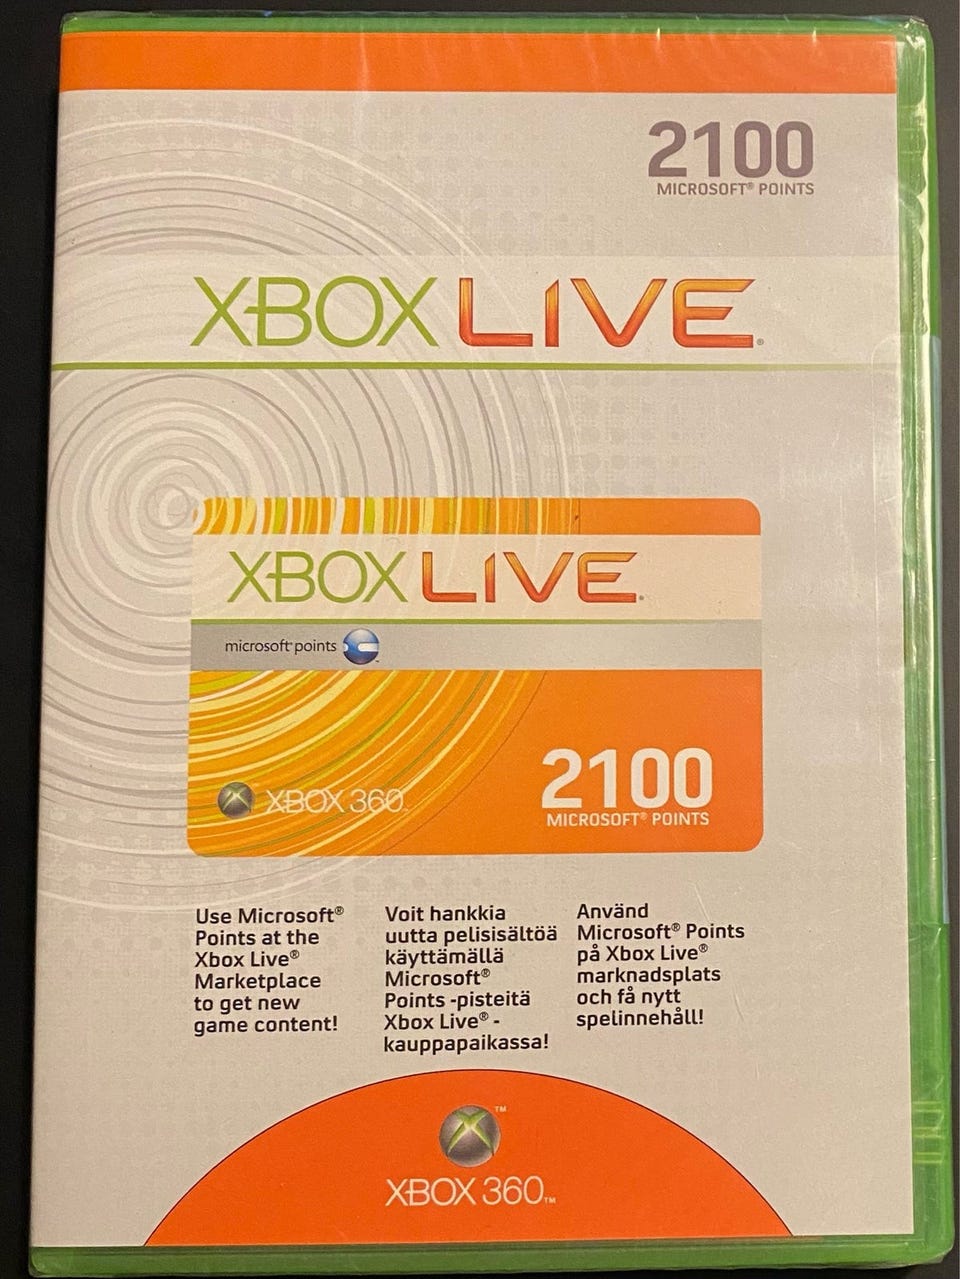 2100
MICROSOFT® POINTS
XBOX LIVE®
XBOX LIVE
microsoft® points
XBOX 360
2100
MICROSOFT® POINTS
Use Microsoft®
Points at the
Xbox Live®
Marketplace
to get new
game content!
Voit hankkia
uutta pelisisältöä
käyttämällä
Microsoft®
Points -pisteitä
Xbox Live® -
kauppapaikassa!
Använd
Microsoft® Points
på Xbox Live®
marknadsplats
och få nytt
spelinnehåll!
XBOX 360™